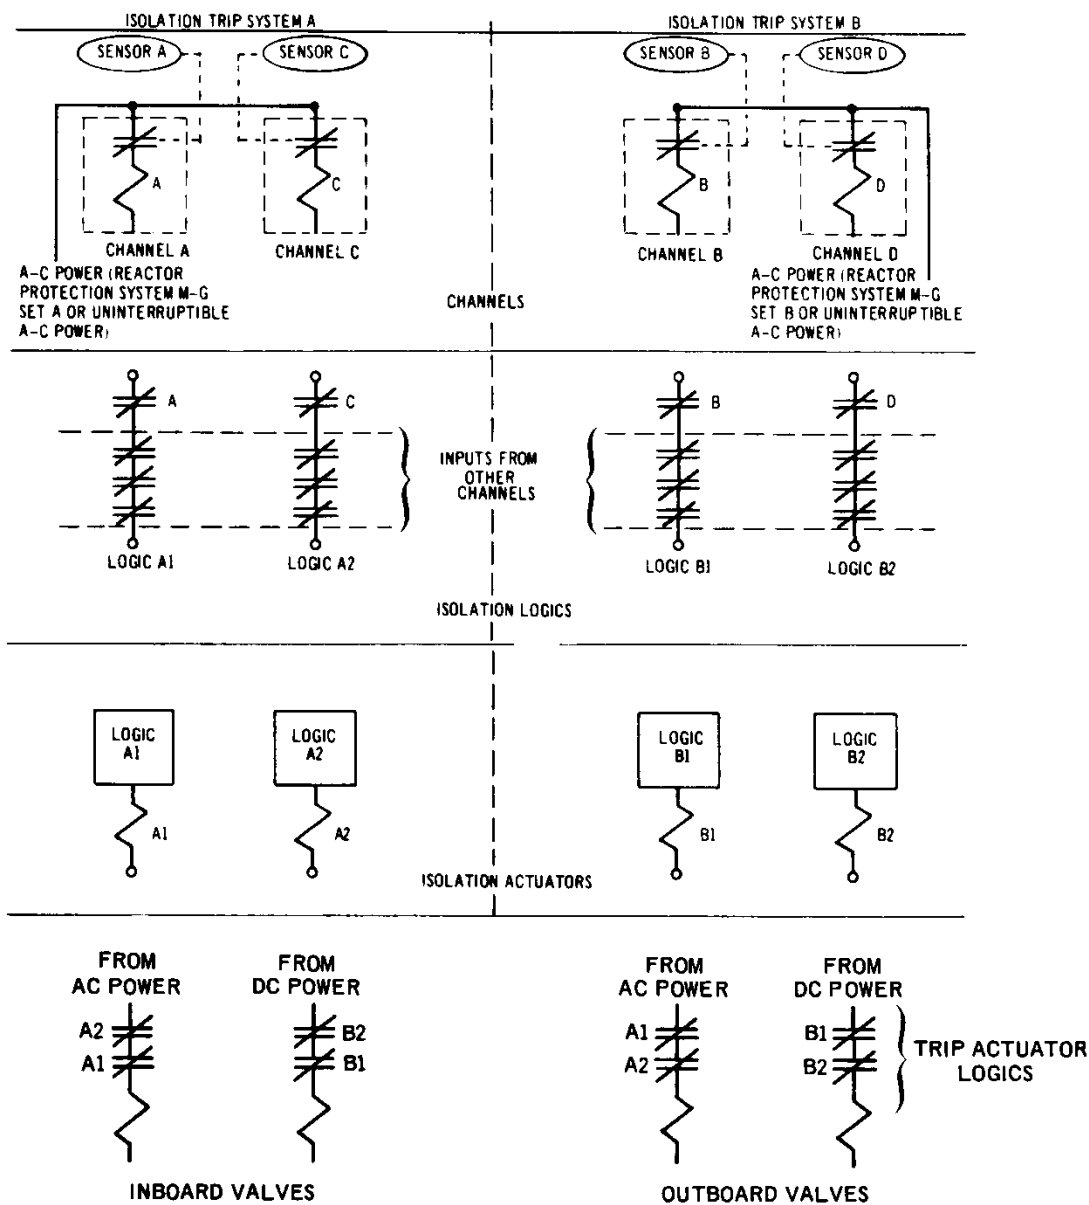 ISOLATION TRIP SYSTEM A
ISOLATION TRIP SYSTEM B
SENSOR A
SENSOR C
SENSOR B
SENSOR D
A
C
B
D
CHANNEL A
CHANNEL C
CHANNEL B
CHANNEL D
A-C POWER (REACTOR
PROTECTION SYSTEM M-G
SET A OR UNINTERRUPTIBLE
A-C POWER)
CHANNELS
A-C POWER (REACTOR
PROTECTION SYSTEM M-G
SET B OR UNINTERRUPTIBLE
A-C POWER)
A
C
B
D
INPUTS FROM
OTHER
CHANNELS
LOGIC A1
LOGIC A2
LOGIC B1
LOGIC B2
ISOLATION LOGICS
LOGIC
A1
LOGIC
A2
LOGIC
B1
LOGIC
B2
A1
A2
B1
B2
ISOLATION ACTUATORS
FROM
AC POWER
FROM
DC POWER
FROM
AC POWER
FROM
DC POWER
A2
A1
B2
B1
A1
A2
B1
B2
TRIP ACTUATOR
LOGICS
INBOARD VALVES
OUTBOARD VALVES